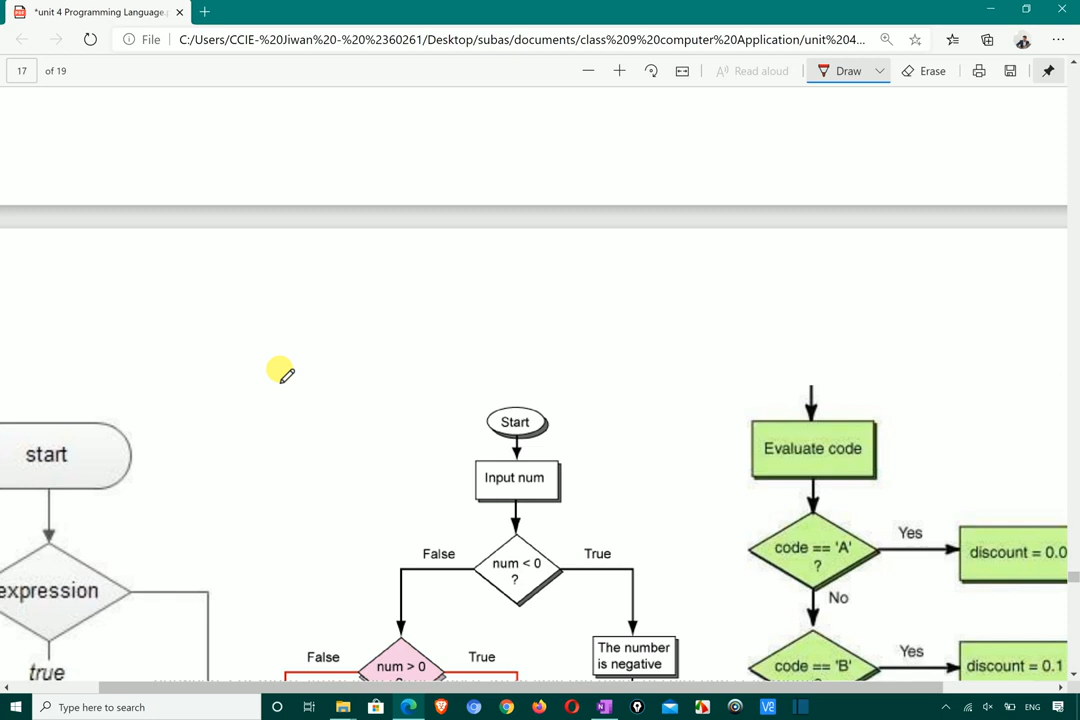 *unit 4 Programming Language.
File
C:/Users/CCIE-%20Jiwan%20-%20%2360261/Desktop/subas/documents/class%209%20computer%20Application/unit%204...
17 of 19
Read aloud
Draw
Erase
start
expression
true
Start
Input num
num < 0
?
False
True
num > 0
False
True
The number
is negative
Evaluate code
code == 'A'
?
Yes
discount = 0.0
No
code == 'B'
Yes
discount = 0.1
Type here to search
ENG